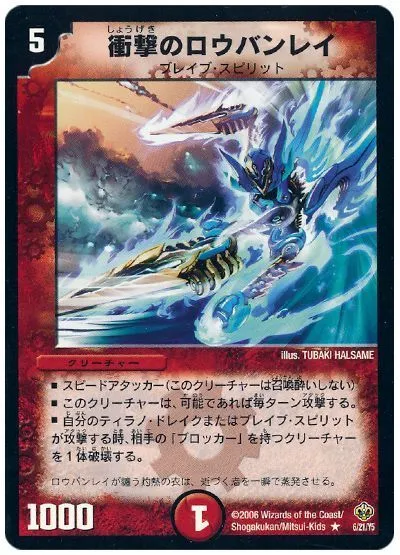 5
しょうげき
衝撃のロウバンレイ
ブレイブ・スピリット
illus. TUBAKI HALSAME
クリーチャー
■ スピードアタッカー(このクリーチャーは召喚酔いしない)
■ このクリーチャーは、可能であれば毎ターン攻撃する。
■ 自分のティラノ・ドレイクまたはブレイブ・スピリット
が攻撃する時、相手の「ブロッカー」を持つクリーチャー
を1体破壊する。
ロウバンレイが纏う灼熱の衣は、近づく者を一瞬で蒸発させる。
1000
1
©2006 Wizards of the Coast/
Shogakukan/Mitsui-Kids ★ 6/21/Y5